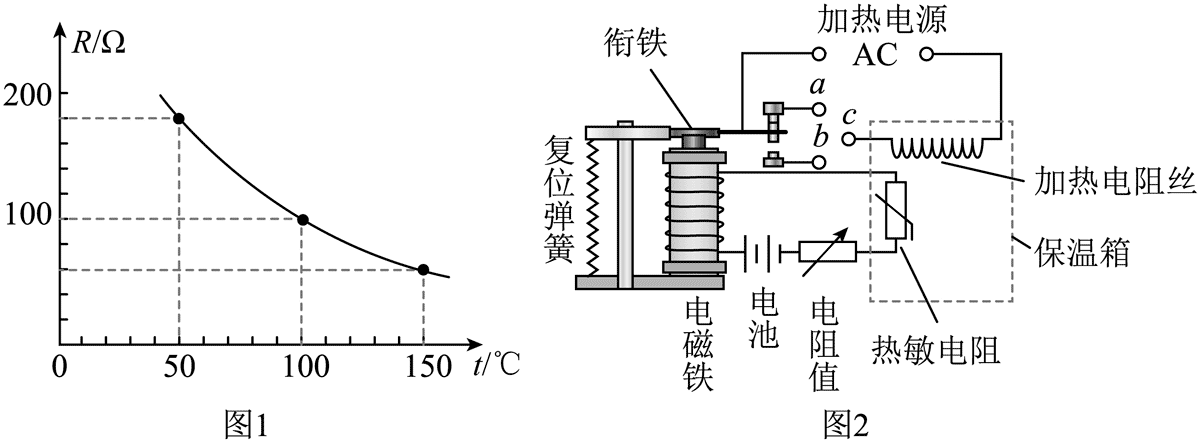 R/Ω
200
100
0
50
100
150
t/℃
图1
加热电源
AC
衔铁
a
b
c
复位弹簧
加热电阻丝
保温箱
电磁铁
电池
电阻值
热敏电阻
图2